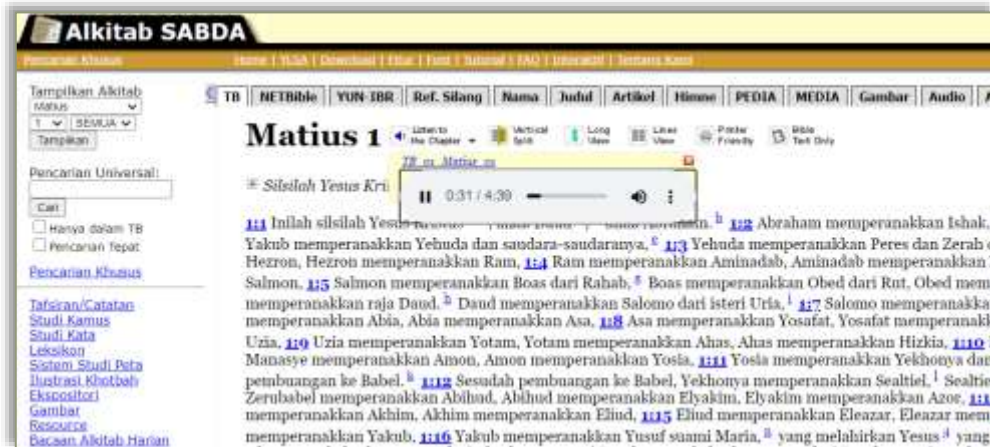 Alkitab SABDA
Pencarian Khusus
Home | YLSA | Download | Fitur | Font | Tutorial | FAQ | Interaktif | Tentang Kami
Tampilkan Alkitab
Matius
1 SEMUA
Tampilkan
Pencarian Universal:
Cari
Hanya dalam TB
Pencarian Tepat
Pencarian Khusus
Tafsiran/Catatan
Studi Kamus
Studi Kata
Leksikon
Sistem Studi Peta
Ilustrasi Khotbah
Ekspositori
Gambar
Resource
Bacaan Alkitab Harian
TB NETBible YUN-IBR Ref. Silang Nama Judul Artikel Himne PEDIA MEDIA Gambar Audio
Matius 1 Listen to the Chapter Vertical Split Long View Lines View Printer Friendly Bible Text Only
0:31 / 4:39
Silsilah Yesus Kri
1:1 Inilah silsilah Yesus 1:2 Abraham memperanakkan Ishak,
Yakub memperanakkan Yehuda dan saudara-saudaranya, 1:3 Yehuda memperanakkan Peres dan Zerah
Hezron, Hezron memperanakkan Ram, 1:4 Ram memperanakkan Aminadab, Aminadab memperanakkan
Salmon, 1:5 Salmon memperanakkan Boas dari Rahab, Boas memperanakkan Obed dari Rut, Obed mem
memperanakkan raja Daud. h Daud memperanakkan Salomo dari isteri Uria, i 1:7 Salomo memperanakka
memperanakkan Abia, Abia memperanakkan Asa, 1:8 Asa memperanakkan Yosafat, Yosafat memperanakk
Uzia, 1:9 Uzia memperanakkan Yotam, Yotam memperanakkan Ahas, Ahas memperanakkan Hizkia, 1:10
Manasye memperanakkan Amon, Amon memperanakkan Yosia, 1:11 Yosia memperanakkan Yekhonya dan
pembuangan ke Babel. k 1:12 Sesudah pembuangan ke Babel, Yekhonya memperanakkan Sealtiel, l Sealtie
Zerubabel memperanakkan Abihud, Abihud memperanakkan Elyakim, Elyakim memperanakkan Azor,
memperanakkan Akhim, Akhim memperanakkan Eliud, 1:15 Eliud memperanakkan Eleazar, Eleazar mem
memperanakkan Yakub, 1:16 Yakub memperanakkan Yusuf suami Maria, yang melahirkan Yesus yang